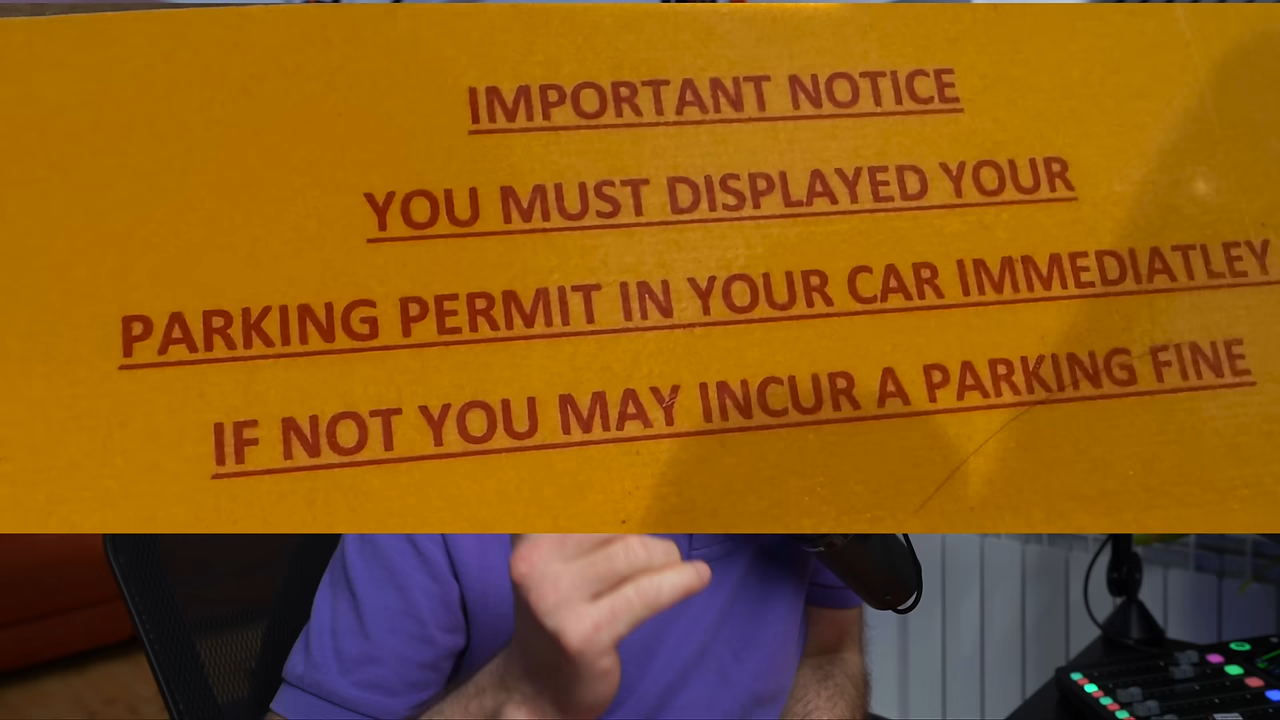 IMPORTANT NOTICE
YOU MUST DISPLAYED YOUR
PARKING PERMIT IN YOUR CAR IMMEDIATLEY
IF NOT YOU MAY INCUR A PARKING FINE